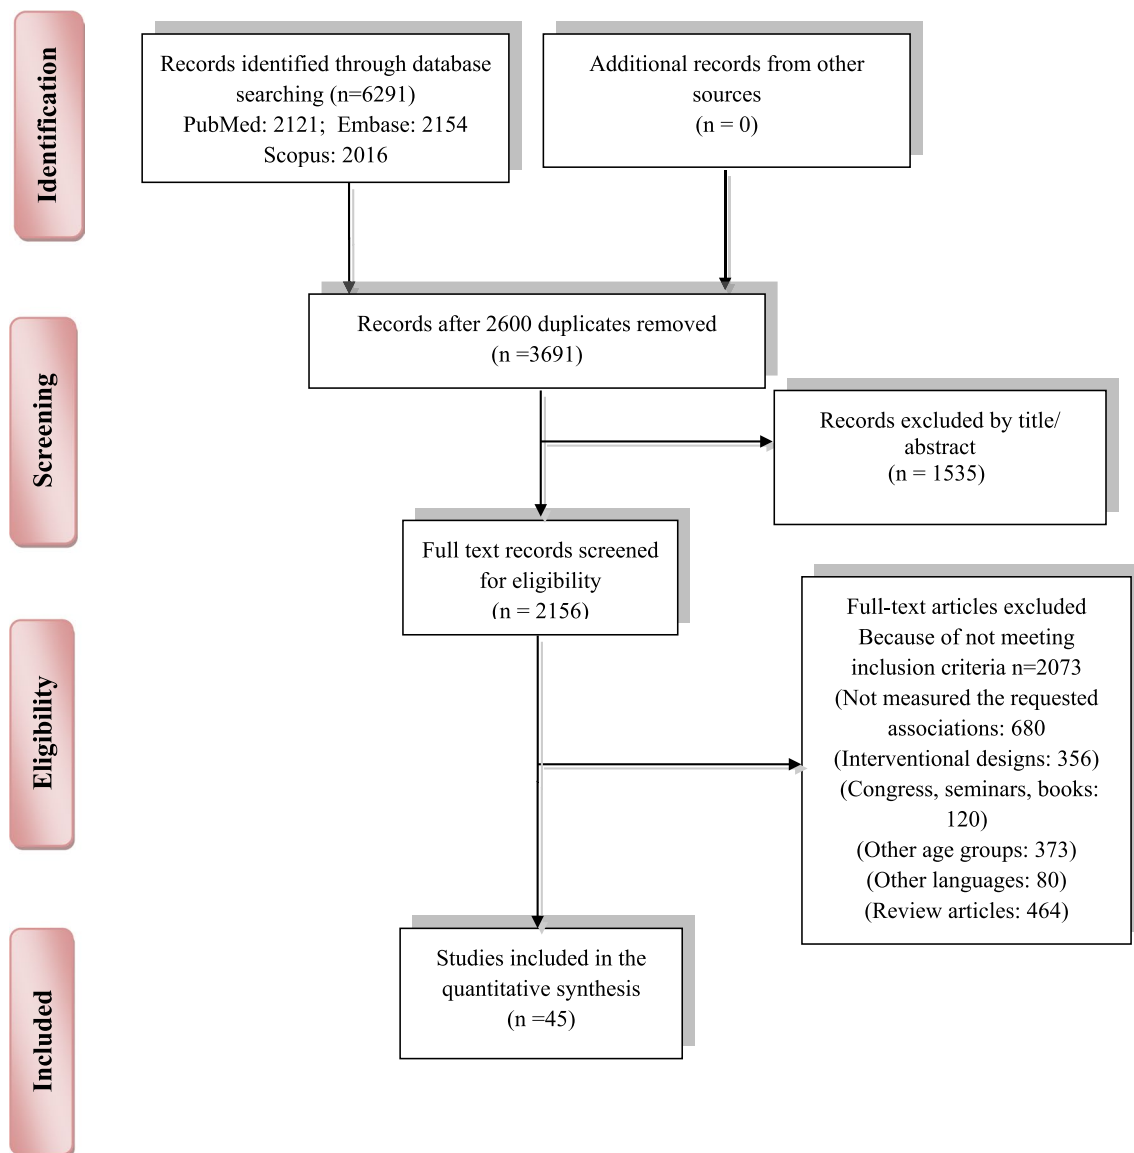 Identification
Records identified through database
searching (n=6291)
PubMed: 2121;  Embase: 2154
Scopus: 2016
Additional records from other
sources
(n = 0)
Records after 2600 duplicates removed
(n =3691)
Screening
Records excluded by title/
abstract
(n = 1535)
Full text records screened
for eligibility
(n = 2156)
Eligibility
Full-text articles excluded
Because of not meeting
inclusion criteria n=2073
(Not measured the requested
associations: 680
(Interventional designs: 356)
(Congress, seminars, books:
120)
(Other age groups: 373)
(Other languages: 80)
(Review articles: 464)
Included
Studies included in the
quantitative synthesis
(n =45)